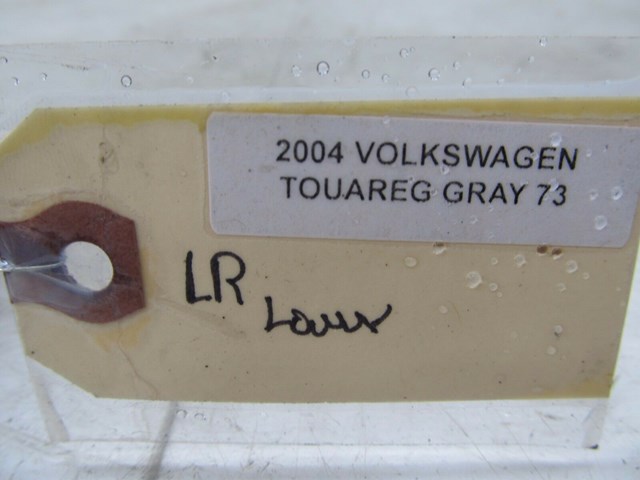 2004 VOLKSWAGEN
TOUAREG GRAY 73
LR
Lower